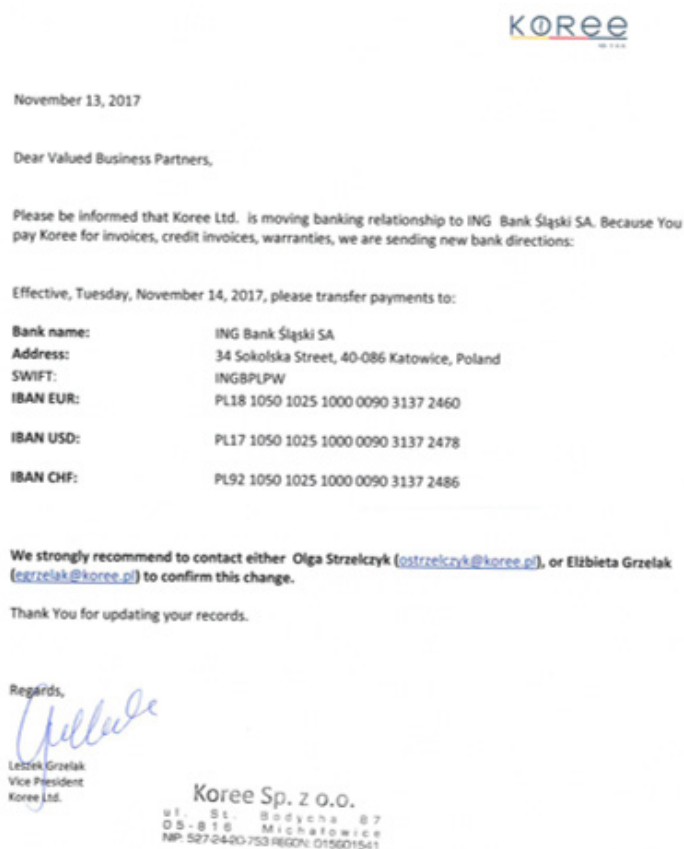 KOREE
November 13, 2017
Dear Valued Business Partners,
Please be informed that Koree Ltd. is moving banking relationship to ING Bank Śląski SA. Because You
pay Koree for invoices, credit invoices, warranties, we are sending new bank directions:
Effective, Tuesday, November 14, 2017, please transfer payments to:
Bank name: ING Bank Śląski SA
Address: 34 Sokolska Street, 40-086 Katowice, Poland
SWIFT: INGBPLPW
IBAN EUR: PL18 1050 1025 1000 0090 3137 2460
IBAN USD: PL17 1050 1025 1000 0090 3137 2478
IBAN CHF: PL92 1050 1025 1000 0090 3137 2486
We strongly recommend to contact either Olga Strzelczyk (ostrzelczyk@koree.pl), or Elżbieta Grzelak
(egrzelak@koree.pl) to confirm this change.
Thank You for updating your records.
Regards,
Leszek Grzelak
Vice President
Koree Ltd.
Koree Sp. z o.o.
ul. St. Bodycha 87
05-816 Michałowice
NIP: 527-24-20-753 REGON: 015601541